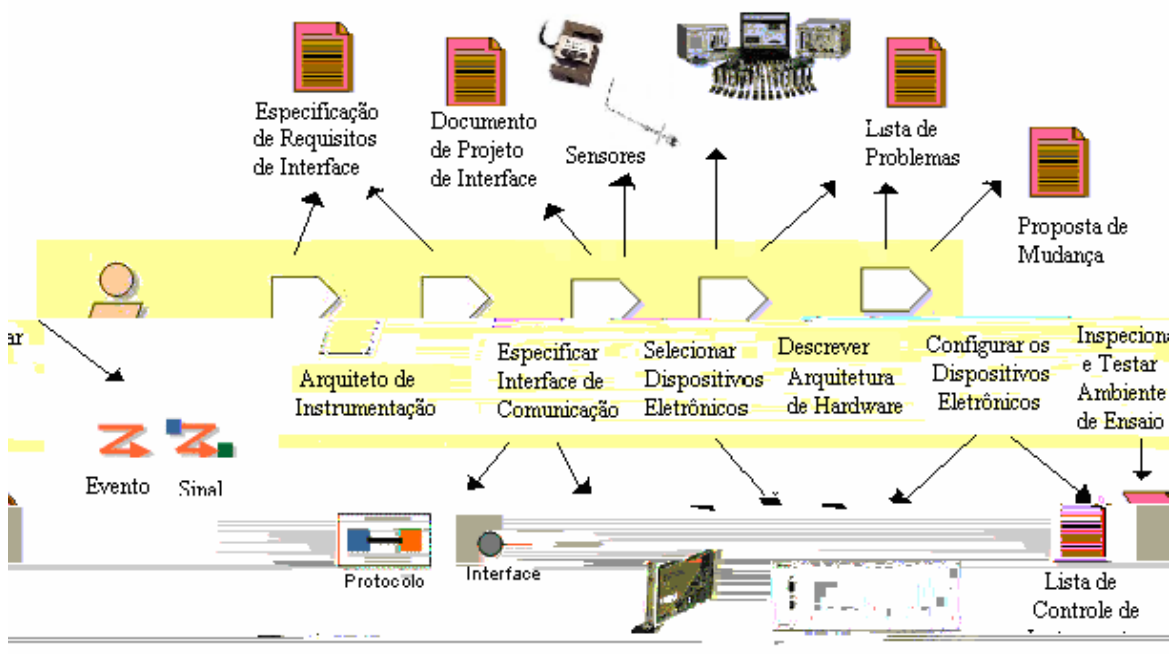 Especificação
de Requisitos
de Interface
Documento
de Projeto
de Interface
Sensores
Lista de
Problemas
Proposta de
Mudança
ar
Arquiteto de
Instrumentação
Especificar
Interface de
Comunicação
Selecionar
Dispositivos
Eletrônicos
Descrever
Arquitetura
de Hardware
Configurar os
Dispositivos
Eletrônicos
Inspeciona
e Testar
Ambiente
de Ensaio
Evento
Sinal
Protocolo
Interface
Lista de
Controle de